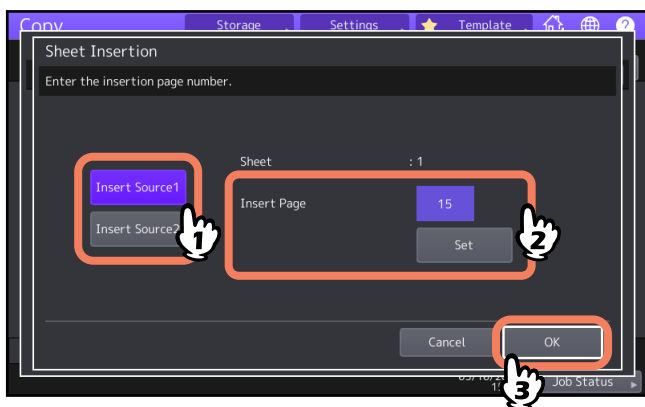 Copy Storage Settings Template ?
Sheet Insertion
Enter the insertion page number.
Sheet : 1
Insert Source1
Insert Page 15
Insert Source2
Set
1
2
Cancel OK
3
Job Status